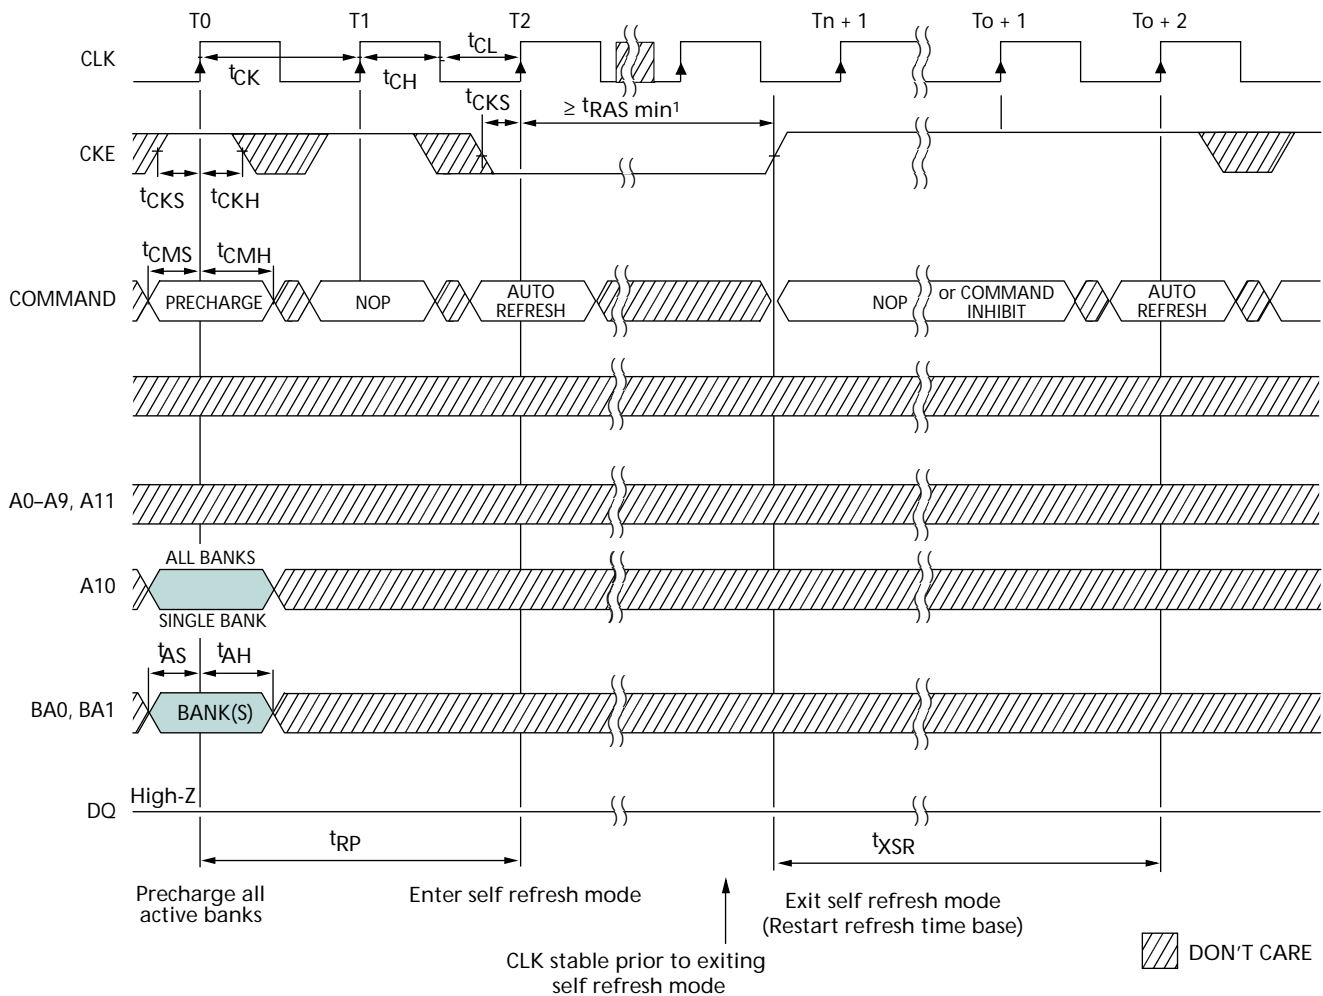 T0 T1 T2 Tn + 1 To + 1 To + 2
CLK
tCK tCH tCL
tCKS ≥ tRAS min¹
CKE
tCKS tCKH
tCMS tCMH
COMMAND PRECHARGE NOP AUTO REFRESH NOP or COMMAND INHIBIT AUTO REFRESH
A0–A9, A11
ALL BANKS
A10
SINGLE BANK
tAS tAH
BA0, BA1 BANK(S)
High-Z
DQ
tRP tXSR
Precharge all
active banks
Enter self refresh mode
Exit self refresh mode
(Restart refresh time base)
CLK stable prior to exiting
self refresh mode
DON'T CARE